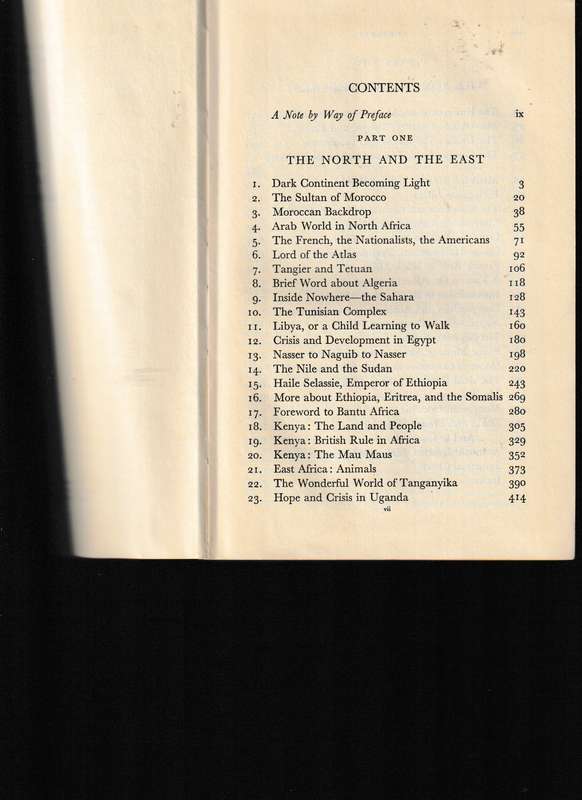 CONTENTS
A Note by Way of Preface ix
PART ONE
THE NORTH AND THE EAST
1. Dark Continent Becoming Light 3
2. The Sultan of Morocco 20
3. Moroccan Backdrop 38
4. Arab World in North Africa 55
5. The French, the Nationalists, the Americans 71
6. Lord of the Atlas 92
7. Tangier and Tetuan 106
8. Brief Word about Algeria 118
9. Inside Nowhere—the Sahara 128
10. The Tunisian Complex 143
11. Libya, or a Child Learning to Walk 160
12. Crisis and Development in Egypt 180
13. Nasser to Naguib to Nasser 198
14. The Nile and the Sudan 220
15. Haile Selassie, Emperor of Ethiopia 243
16. More about Ethiopia, Eritrea, and the Somalis 269
17. Foreword to Bantu Africa 280
18. Kenya: The Land and People 305
19. Kenya: British Rule in Africa 329
20. Kenya: The Mau Maus 352
21. East Africa: Animals 373
22. The Wonderful World of Tanganyika 390
23. Hope and Crisis in Uganda 414
vii